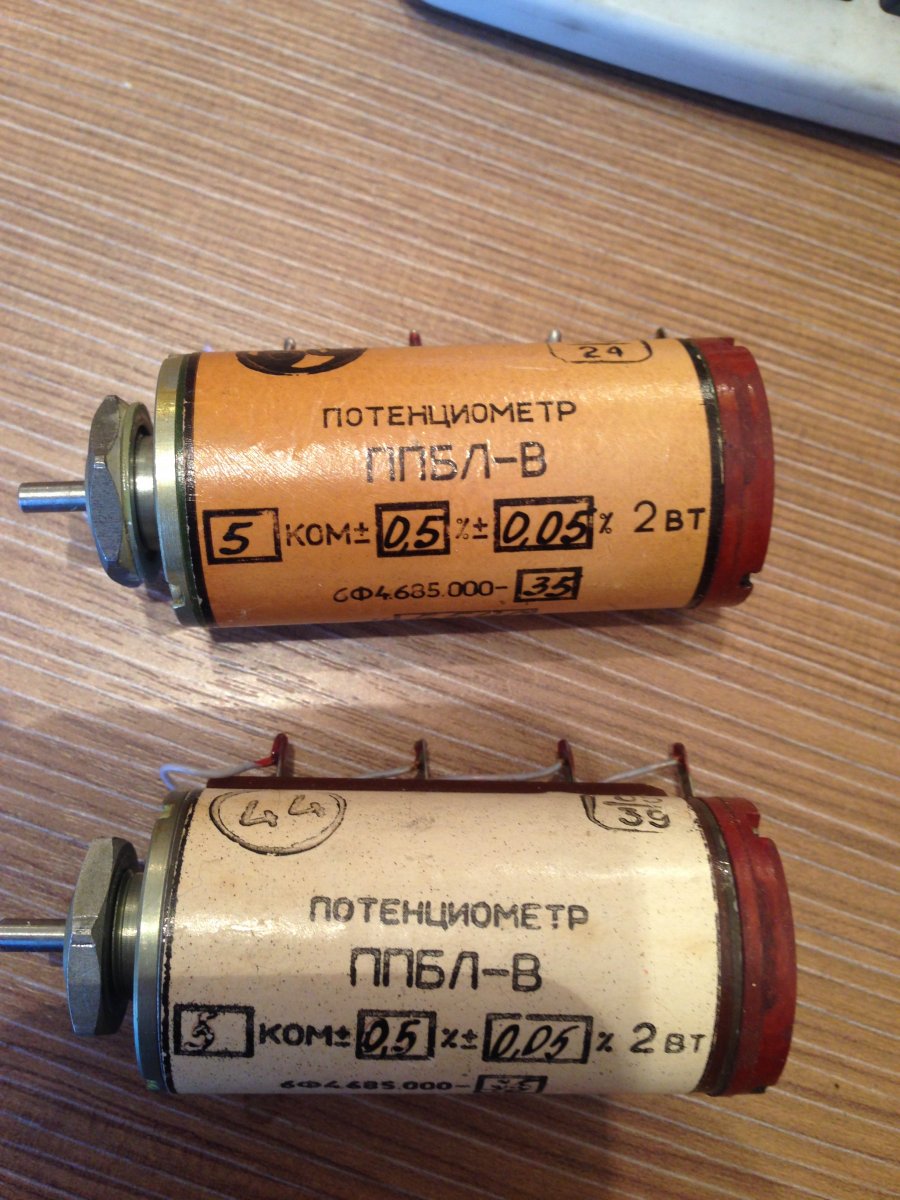 24
ПОТЕНЦИОМЕТР
ППБЛ-В
5 КОМ± 0,5 %± 0,05 % 2 ВТ
6Ф4.685.000- 35
44
ПОТЕНЦИОМЕТР
ППБЛ-В
5 КОМ± 0,5 %± 0,05 % 2 ВТ
6Ф4.685.000-